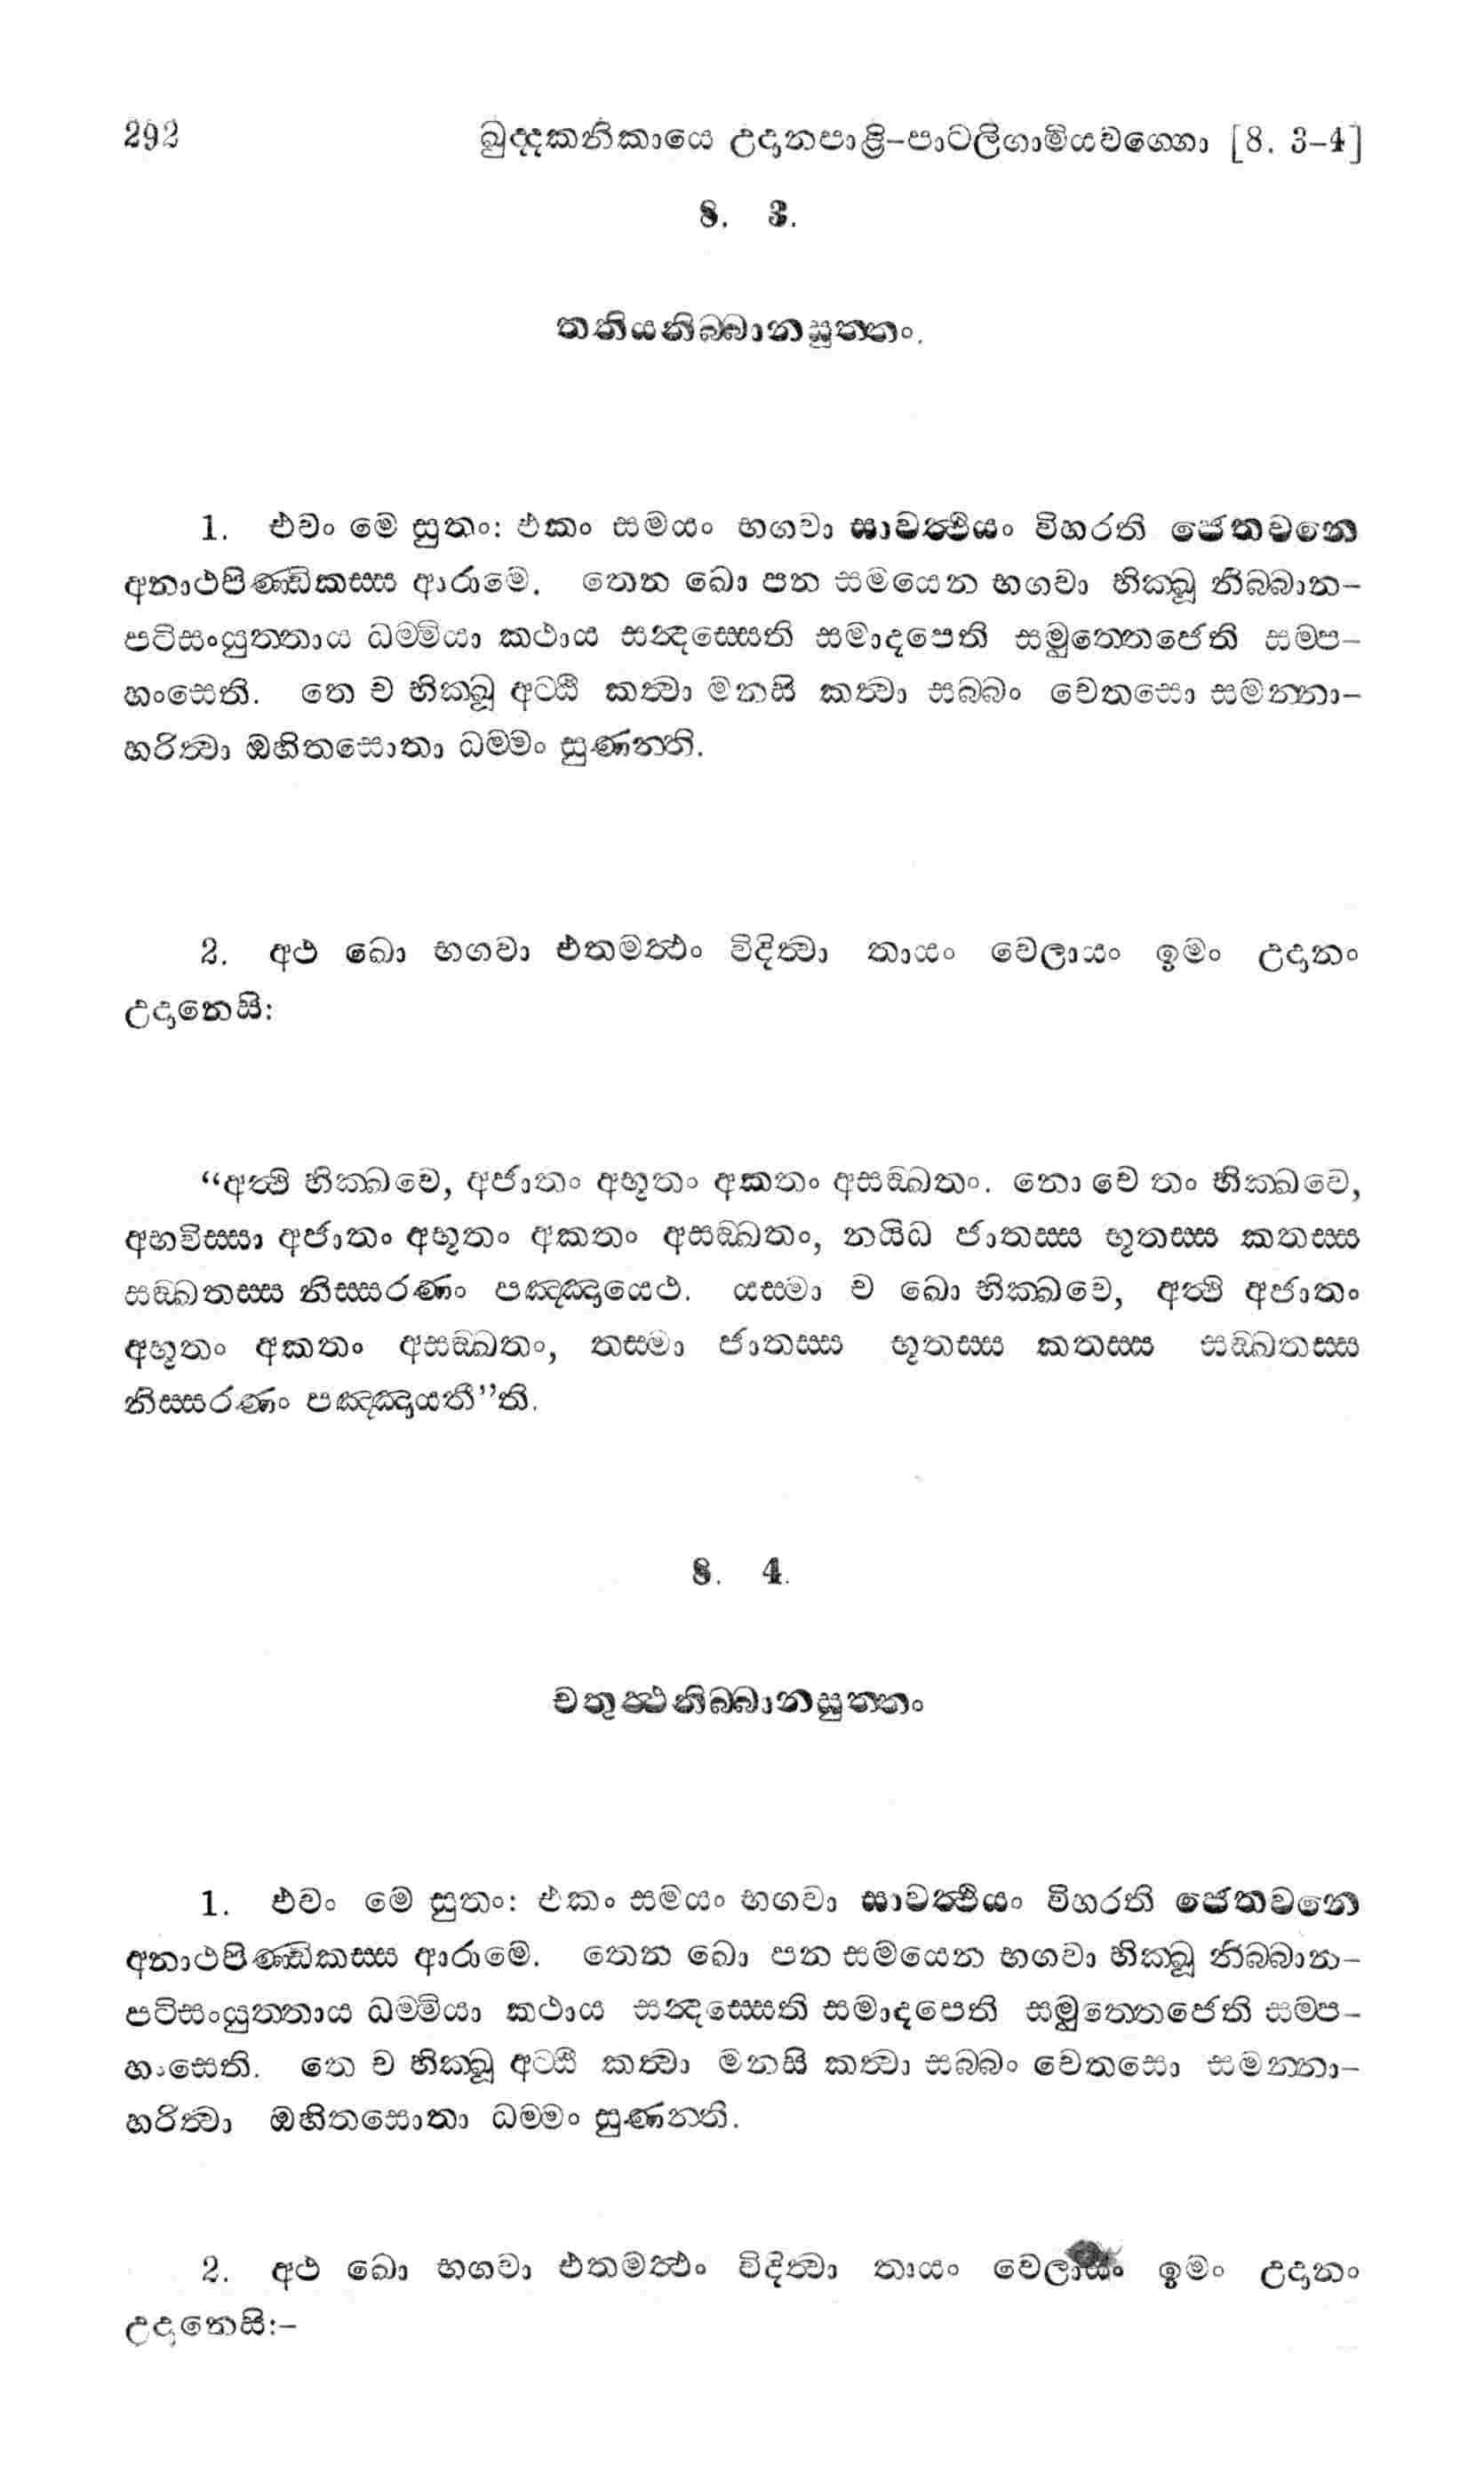 292 ඛුද්දකනිකායෙ උදානපාළි-පාටලිගාමියවග්ගො [8. 3-4]
8. 3.
තතියනිබ්බානසුත්තං.
1. එවං මෙ සුතං: එකං සමයං භගවා සාවත්ථියං විහරති ජෙතවනෙ
අනාථපිණ්ඩිකස්ස ආරාමෙ. තෙන ඛො පන සමයෙන භගවා භික්ඛූ නිබ්බාන-
පටිසංයුත්තාය ධම්මියා කථාය සන්දස්සෙති සමාදපෙති සමුත්තෙජෙති සම්ප-
හංසෙති. තෙ ච භික්ඛූ අට්ඨී කත්වා මනසි කත්වා සබ්බං චෙතසො සමන්නා-
හරිත්වා ඔහිතසොතා ධම්මං සුණන්ති.
2. අථ ඛො භගවා එතමත්ථං විදිත්වා තායං වෙලායං ඉමං උදානං
උදානෙසි:
“අත්ථි භික්ඛවෙ, අජාතං අභූතං අකතං අසඞ්ඛතං. නො චෙ තං භික්ඛවෙ,
අභවිස්සා අජාතං අභූතං අකතං අසඞ්ඛතං, නයිධ ජාතස්ස භූතස්ස කතස්ස
සඞ්ඛතස්ස නිස්සරණං පඤ්ඤායෙථ. යස්මා ච ඛො භික්ඛවෙ, අත්ථි අජාතං
අභූතං අකතං අසඞ්ඛතං, තස්මා ජාතස්ස භූතස්ස කතස්ස සඞ්ඛතස්ස
නිස්සරණං පඤ්ඤායතී”ති.
8. 4.
චතුත්ථනිබ්බානසුත්තං
1. එවං මෙ සුතං: එකං සමයං භගවා සාවත්ථියං විහරති ජෙතවනෙ
අනාථපිණ්ඩිකස්ස ආරාමෙ. තෙන ඛො පන සමයෙන භගවා භික්ඛූ නිබ්බාන-
පටිසංයුත්තාය ධම්මියා කථාය සන්දස්සෙති සමාදපෙති සමුත්තෙජෙති සම්ප-
හංසෙති. තෙ ච භික්ඛූ අට්ඨී කත්වා මනසි කත්වා සබ්බං චෙතසො සමන්නා-
හරිත්වා ඔහිතසොතා ධම්මං සුණන්ති.
2. අථ ඛො භගවා එතමත්ථං විදිත්වා තායං වෙලායං ඉමං උදානං
උදානෙසි:-